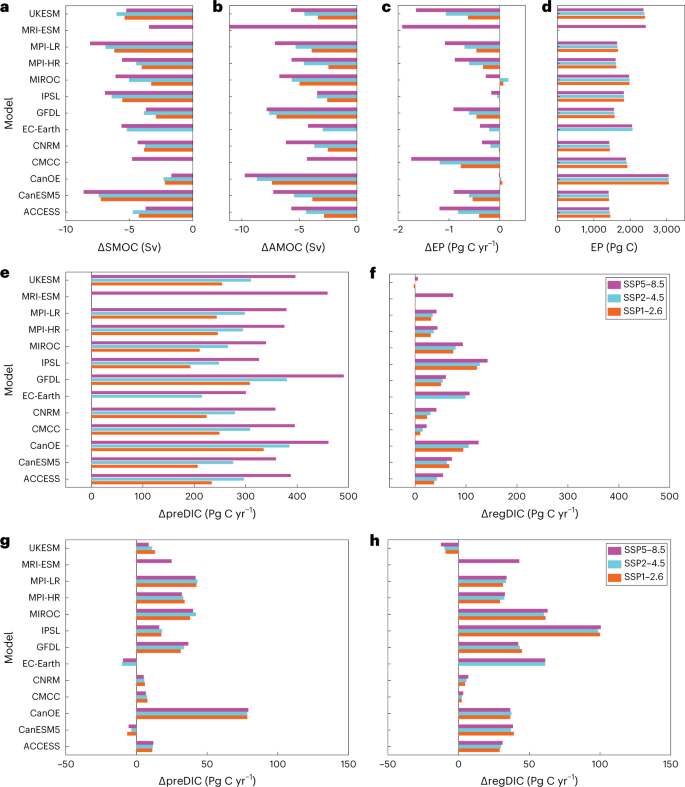 a
b
c
d
Model
UKESM
MRI-ESM
MPI-LR
MPI-HR
MIROC
IPSL
GFDL
EC-Earth
CNRM
CMCC
CanOE
CanESM5
ACCESS
−10 −5 0
ΔSMOC (Sv)
−10 −5 0
ΔAMOC (Sv)
−2 −1 0
ΔEP (Pg C yr−1)
0 1,000 2,000 3,000
EP (Pg C)
e
f
Model
UKESM
MRI-ESM
MPI-LR
MPI-HR
MIROC
IPSL
GFDL
EC-Earth
CNRM
CMCC
CanOE
CanESM5
ACCESS
SSP5–8.5
SSP2–4.5
SSP1–2.6
0 100 200 300 400 500
ΔpreDIC (Pg C yr−1)
0 100 200 300 400 500
ΔregDIC (Pg C yr−1)
g
h
Model
UKESM
MRI-ESM
MPI-LR
MPI-HR
MIROC
IPSL
GFDL
EC-Earth
CNRM
CMCC
CanOE
CanESM5
ACCESS
SSP5–8.5
SSP2–4.5
SSP1–2.6
−50 0 50 100 150
ΔpreDIC (Pg C yr−1)
−50 0 50 100 150
ΔregDIC (Pg C yr−1)